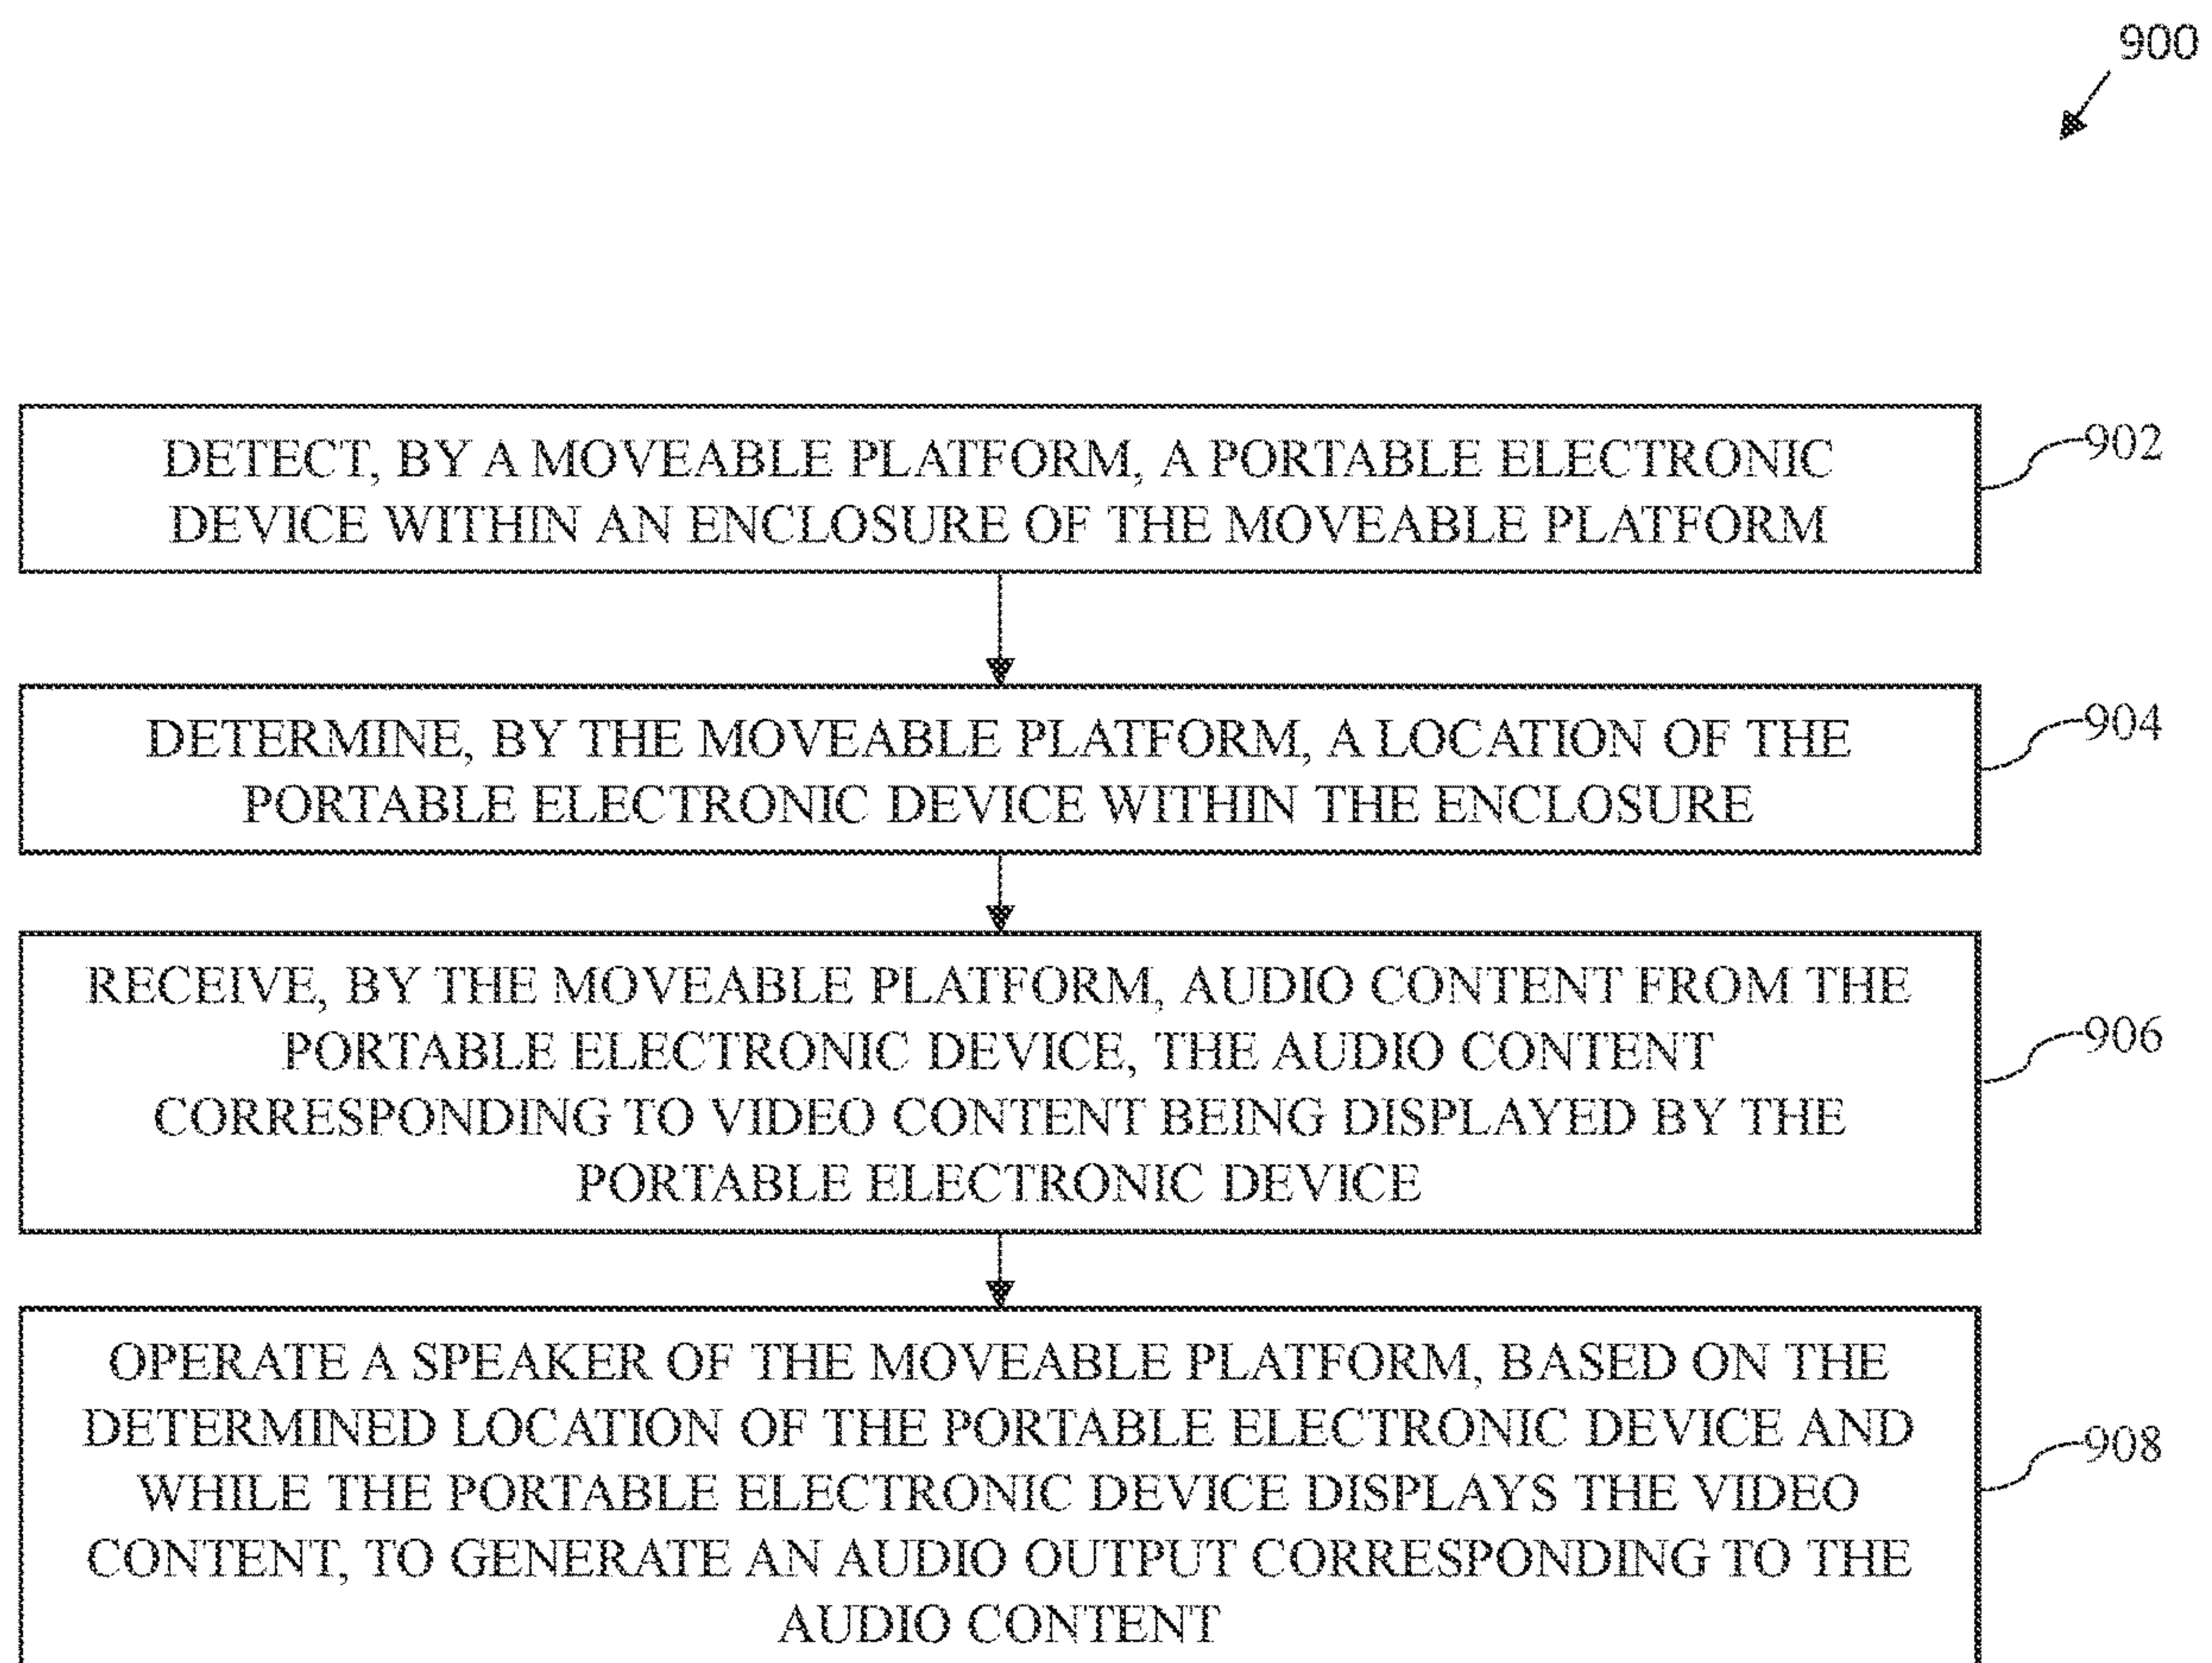 900
DETECT, BY A MOVEABLE PLATFORM, A PORTABLE ELECTRONIC
DEVICE WITHIN AN ENCLOSURE OF THE MOVEABLE PLATFORM
902
DETERMINE, BY THE MOVEABLE PLATFORM, A LOCATION OF THE
PORTABLE ELECTRONIC DEVICE WITHIN THE ENCLOSURE
904
RECEIVE, BY THE MOVEABLE PLATFORM, AUDIO CONTENT FROM THE
PORTABLE ELECTRONIC DEVICE, THE AUDIO CONTENT
CORRESPONDING TO VIDEO CONTENT BEING DISPLAYED BY THE
PORTABLE ELECTRONIC DEVICE
906
OPERATE A SPEAKER OF THE MOVEABLE PLATFORM, BASED ON THE
DETERMINED LOCATION OF THE PORTABLE ELECTRONIC DEVICE AND
WHILE THE PORTABLE ELECTRONIC DEVICE DISPLAYS THE VIDEO
CONTENT, TO GENERATE AN AUDIO OUTPUT CORRESPONDING TO THE
AUDIO CONTENT
908